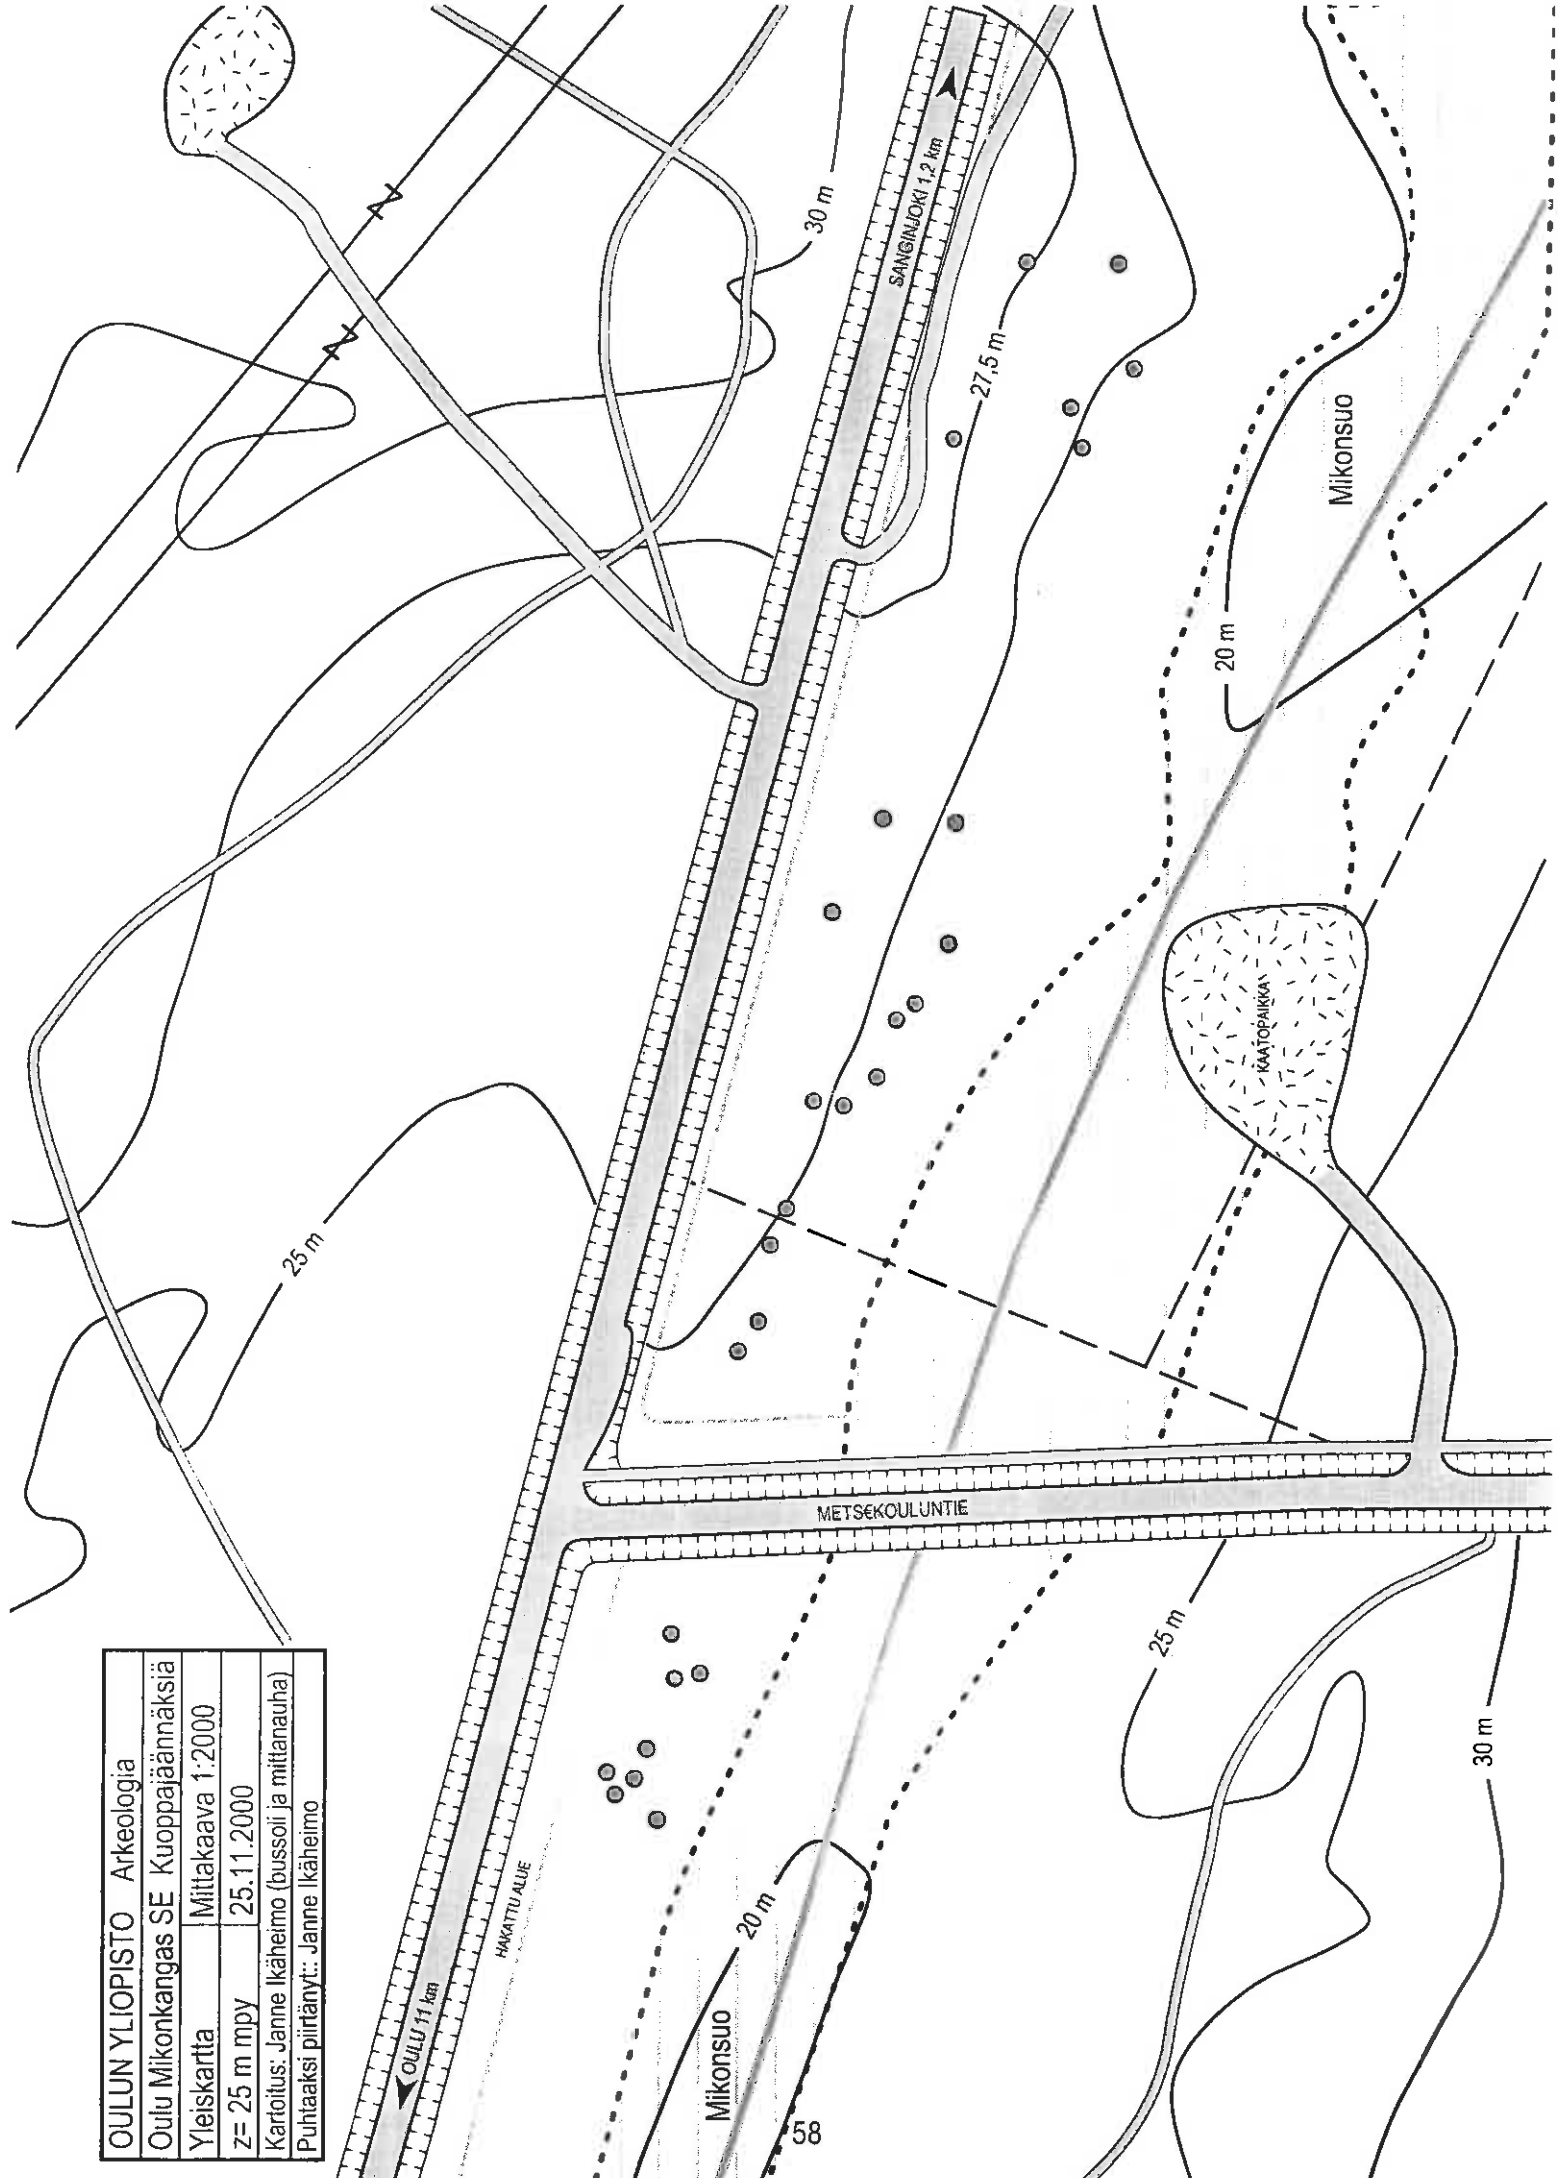 OULUN YLIOPISTO Arkeologia
Oulu Mikonkangas SE Kuoppajäännäksiä
Yleiskartta Mittakaava 1:2000
z= 25 m mpy 25.11.2000
Kartoitus: Janne Ikäheimo (bussoli ja mittanauha)
Puhtaaksi piirtänyt:: Janne Ikäheimo
OULU 11 km
HAKATTU ALUE
Mikonsuo
20 m
58
25 m
METSÄKOULUNTIE
25 m
30 m
KAATOPAIKKA
20 m
Mikonsuo
27,5 m
SANGINJOKI 1,2 km
30 m